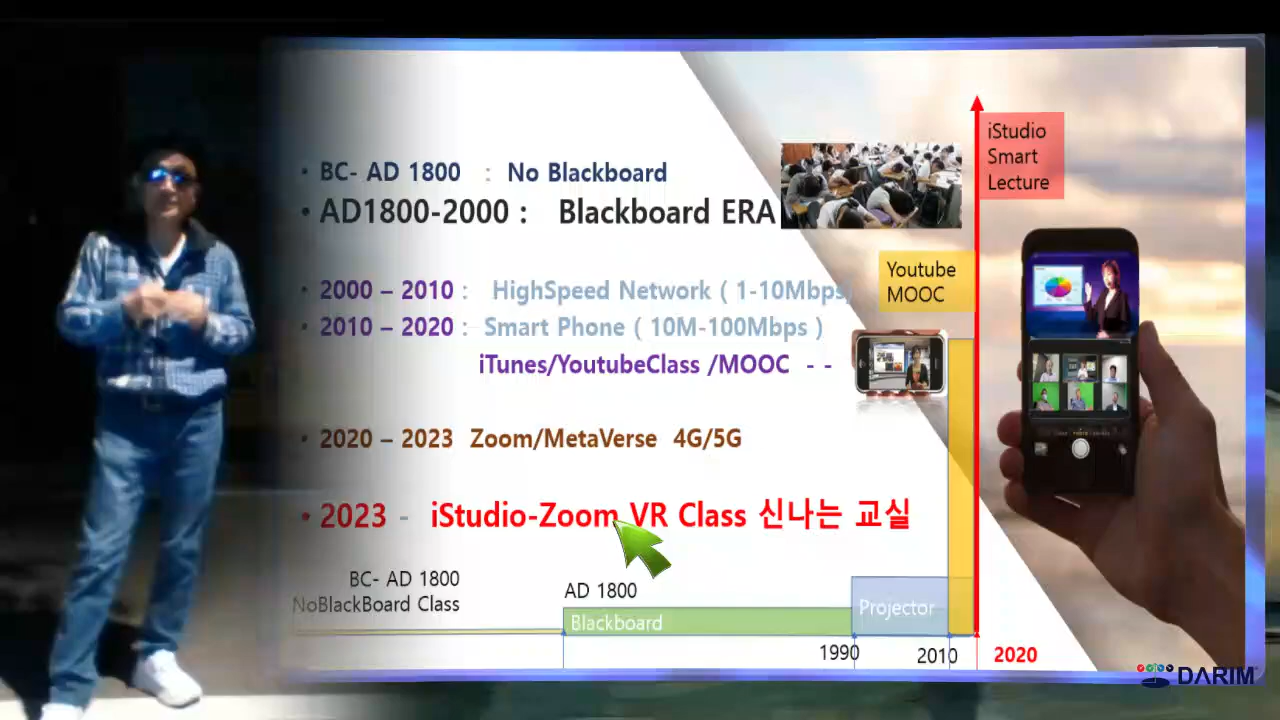 • BC- AD 1800 : No Blackboard
• AD1800-2000 : Blackboard ERA
• 2000 – 2010 : HighSpeed Network ( 1-10Mbps)
• 2010 – 2020 : Smart Phone ( 10M-100Mbps )
iTunes/YoutubeClass /MOOC - -
• 2020 – 2023 Zoom/MetaVerse 4G/5G
• 2023 - iStudio-Zoom VR Class 신나는 교실
iStudio
Smart
Lecture
Youtube
MOOC
BC- AD 1800
NoBlackBoard Class
AD 1800
Blackboard
Projector
1990
2010
2020
DARIM